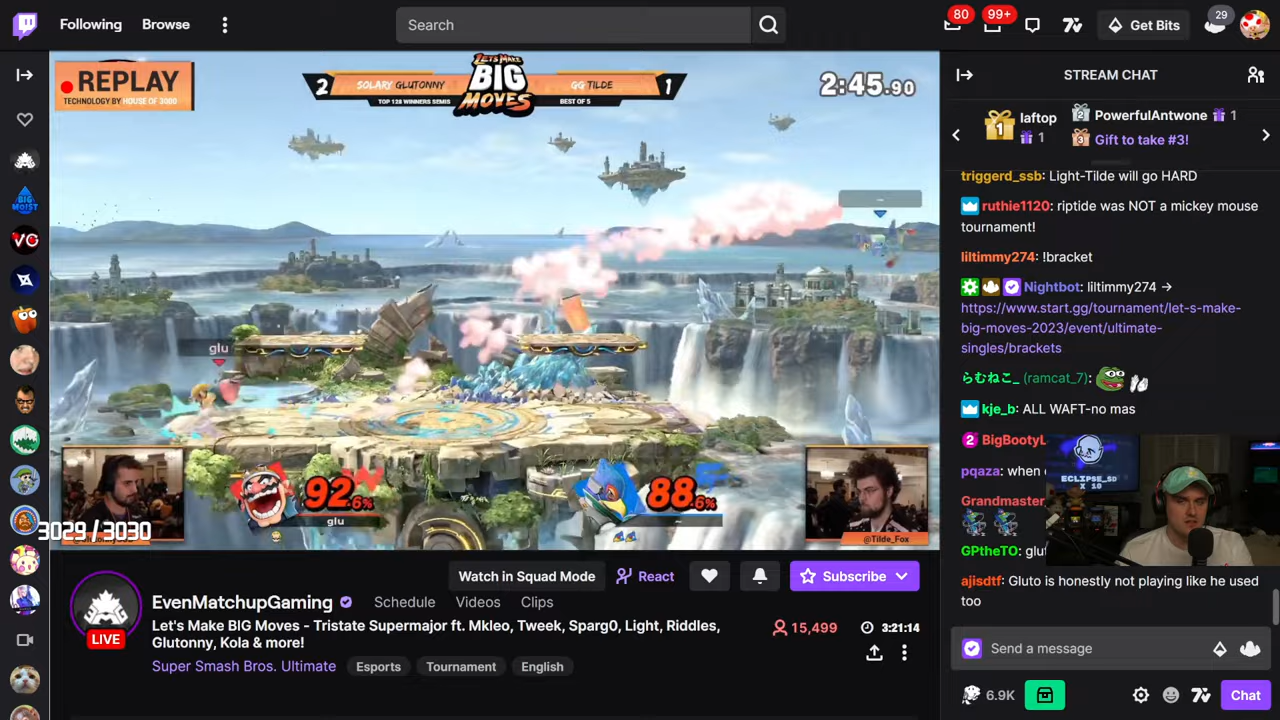 Following
Browse
Search
80
99+
Get Bits
29
REPLAY
TECHNOLOGY BY HOUSE OF 3000
2
SOLARY GLUTONNY
LET'S MAKE
BIG
MOVES
GG TILDE
1
TOP 128 WINNERS SEMIS
BEST OF 5
2:45.90
glu
92.6%
glu
88.6%
~
@Tilde_Fox
3029 / 3030
LIVE
EvenMatchupGaming
Schedule
Videos
Clips
Watch in Squad Mode
React
Subscribe
Let's Make BIG Moves - Tristate Supermajor ft. Mkleo, Tweek, Sparg0, Light, Riddles,
Glutonny, Kola & more!
15,499
3:21:14
Super Smash Bros. Ultimate
Esports
Tournament
English
STREAM CHAT
1
laftop
1
2
PowerfulAntwone
1
3
Gift to take #3!
triggerd_ssb: Light-Tilde will go HARD
ruthie1120: riptide was NOT a mickey mouse
tournament!
liltimmy274: !bracket
Nightbot: liltimmy274 →
https://www.start.gg/tournament/let-s-make-
big-moves-2023/event/ultimate-
singles/brackets
らむねこ_ (ramcat_7):
kje_b: ALL WAFT-no mas
2 BigBootyL
pqaza: when
Grandmaster
GPtheTO: glu
ajisdtf: Gluto is honestly not playing like he used
too
ECLIPSE_SD
X 10
Send a message
6.9K
Chat